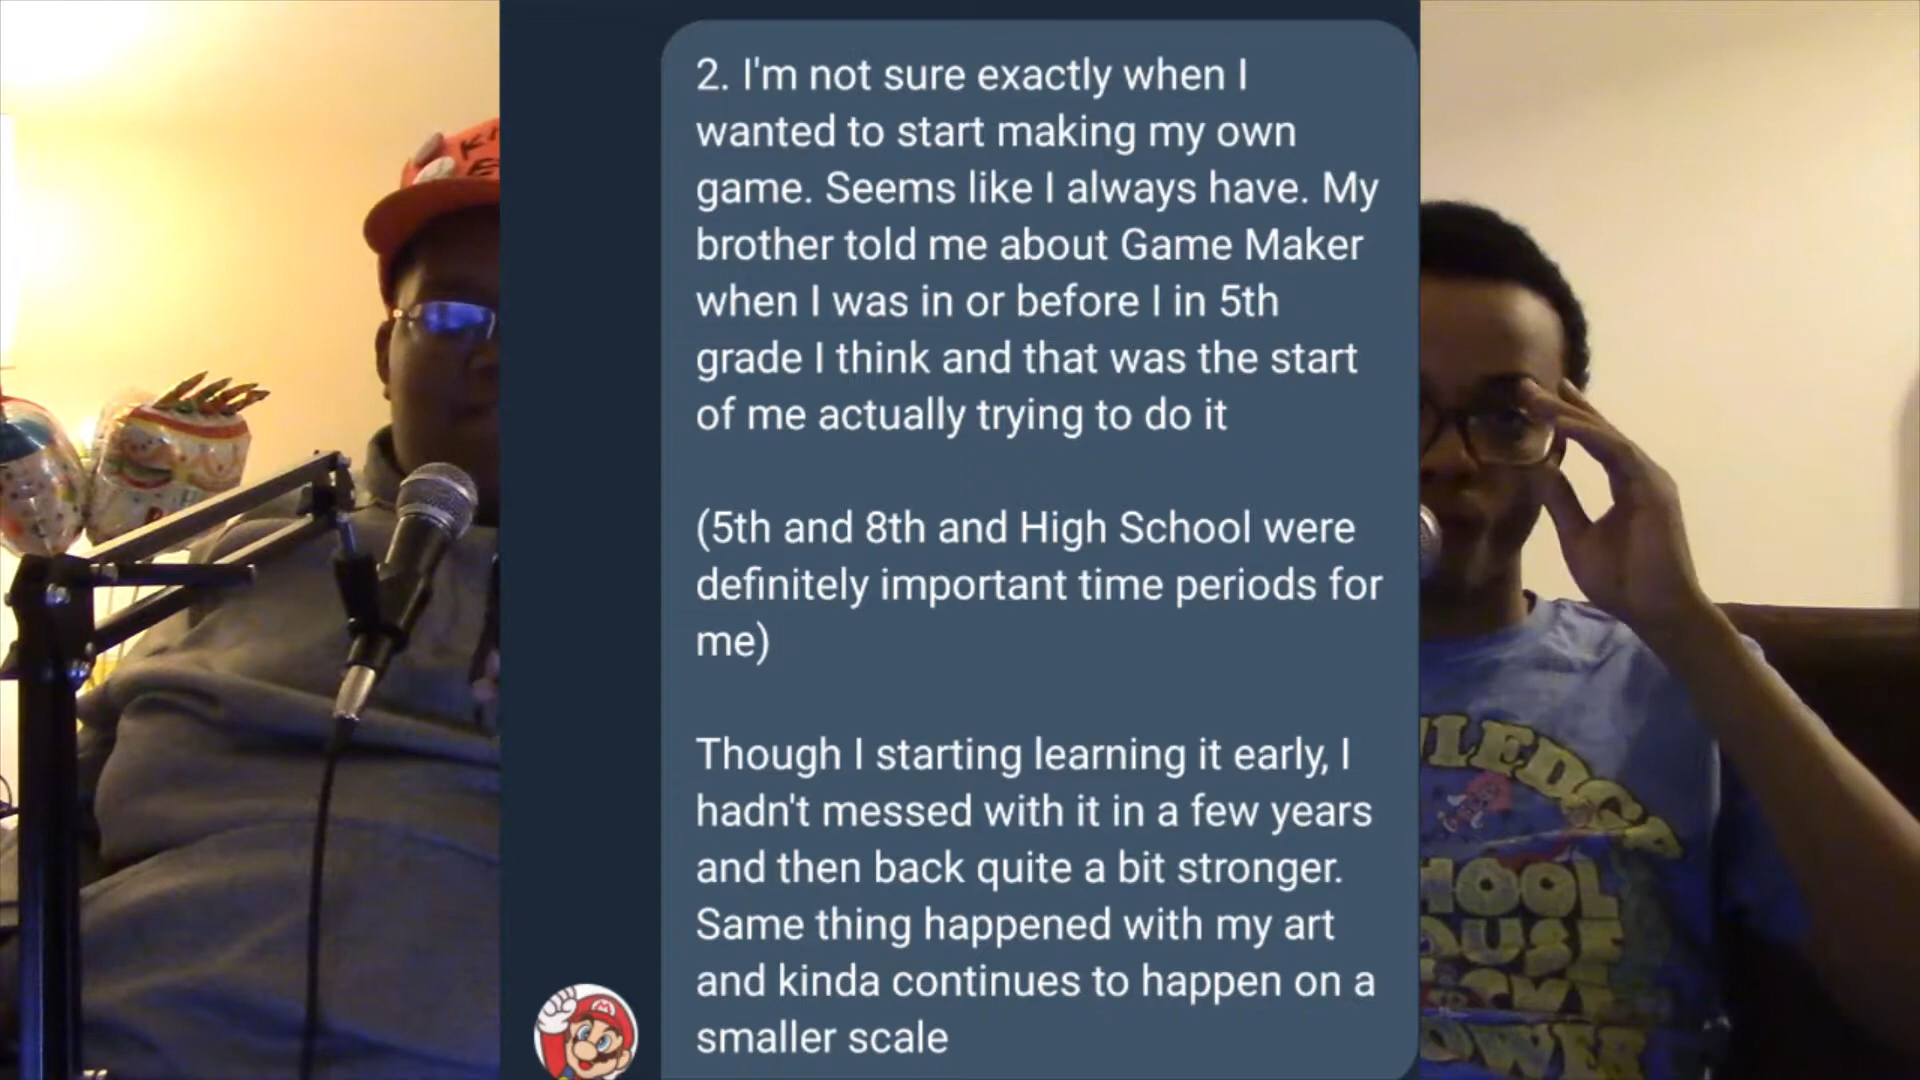 2. I'm not sure exactly when I
wanted to start making my own
game. Seems like I always have. My
brother told me about Game Maker
when I was in or before I in 5th
grade I think and that was the start
of me actually trying to do it
(5th and 8th and High School were
definitely important time periods for
me)
Though I starting learning it early, I
hadn't messed with it in a few years
and then back quite a bit stronger.
Same thing happened with my art
and kinda continues to happen on a
smaller scale